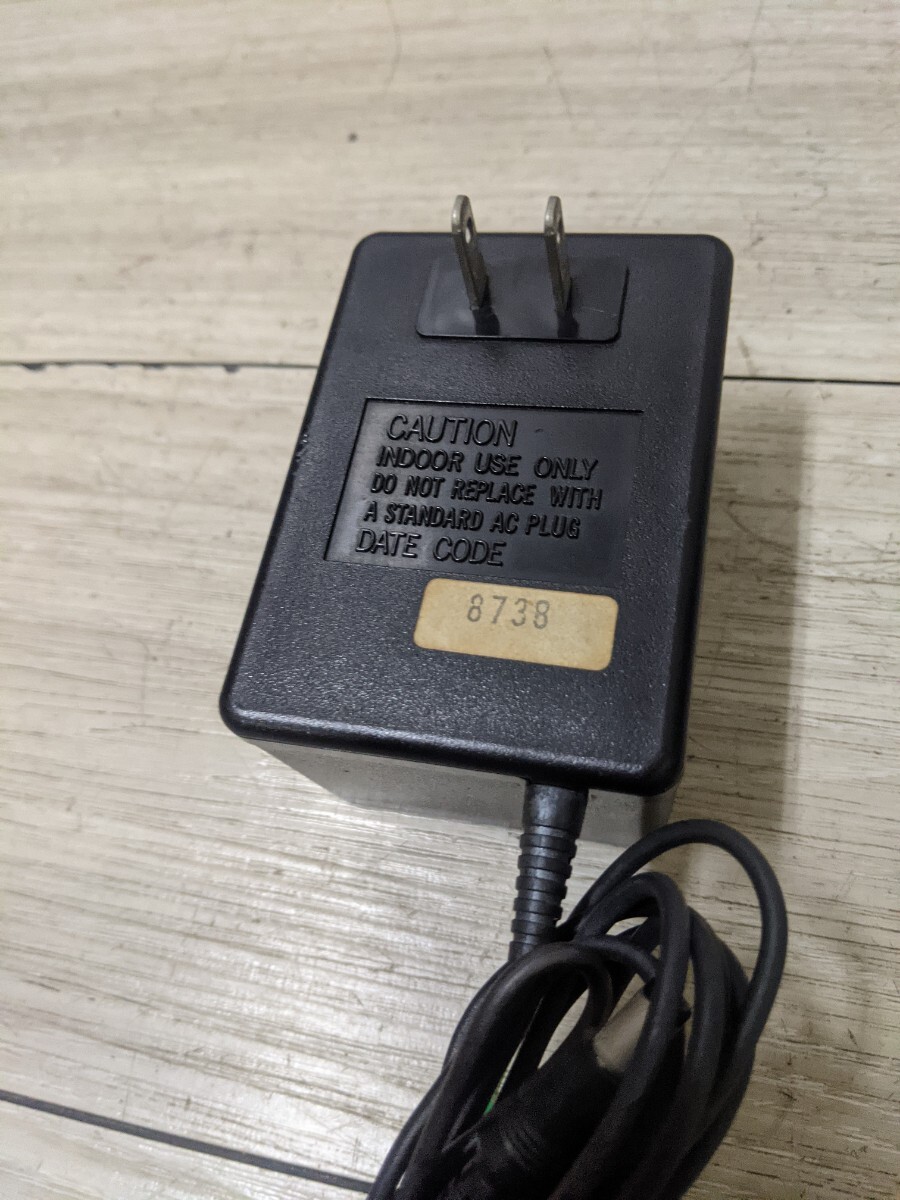 CAUTION
INDOOR USE ONLY
DO NOT REPLACE WITH
A STANDARD AC PLUG
DATE CODE
8738